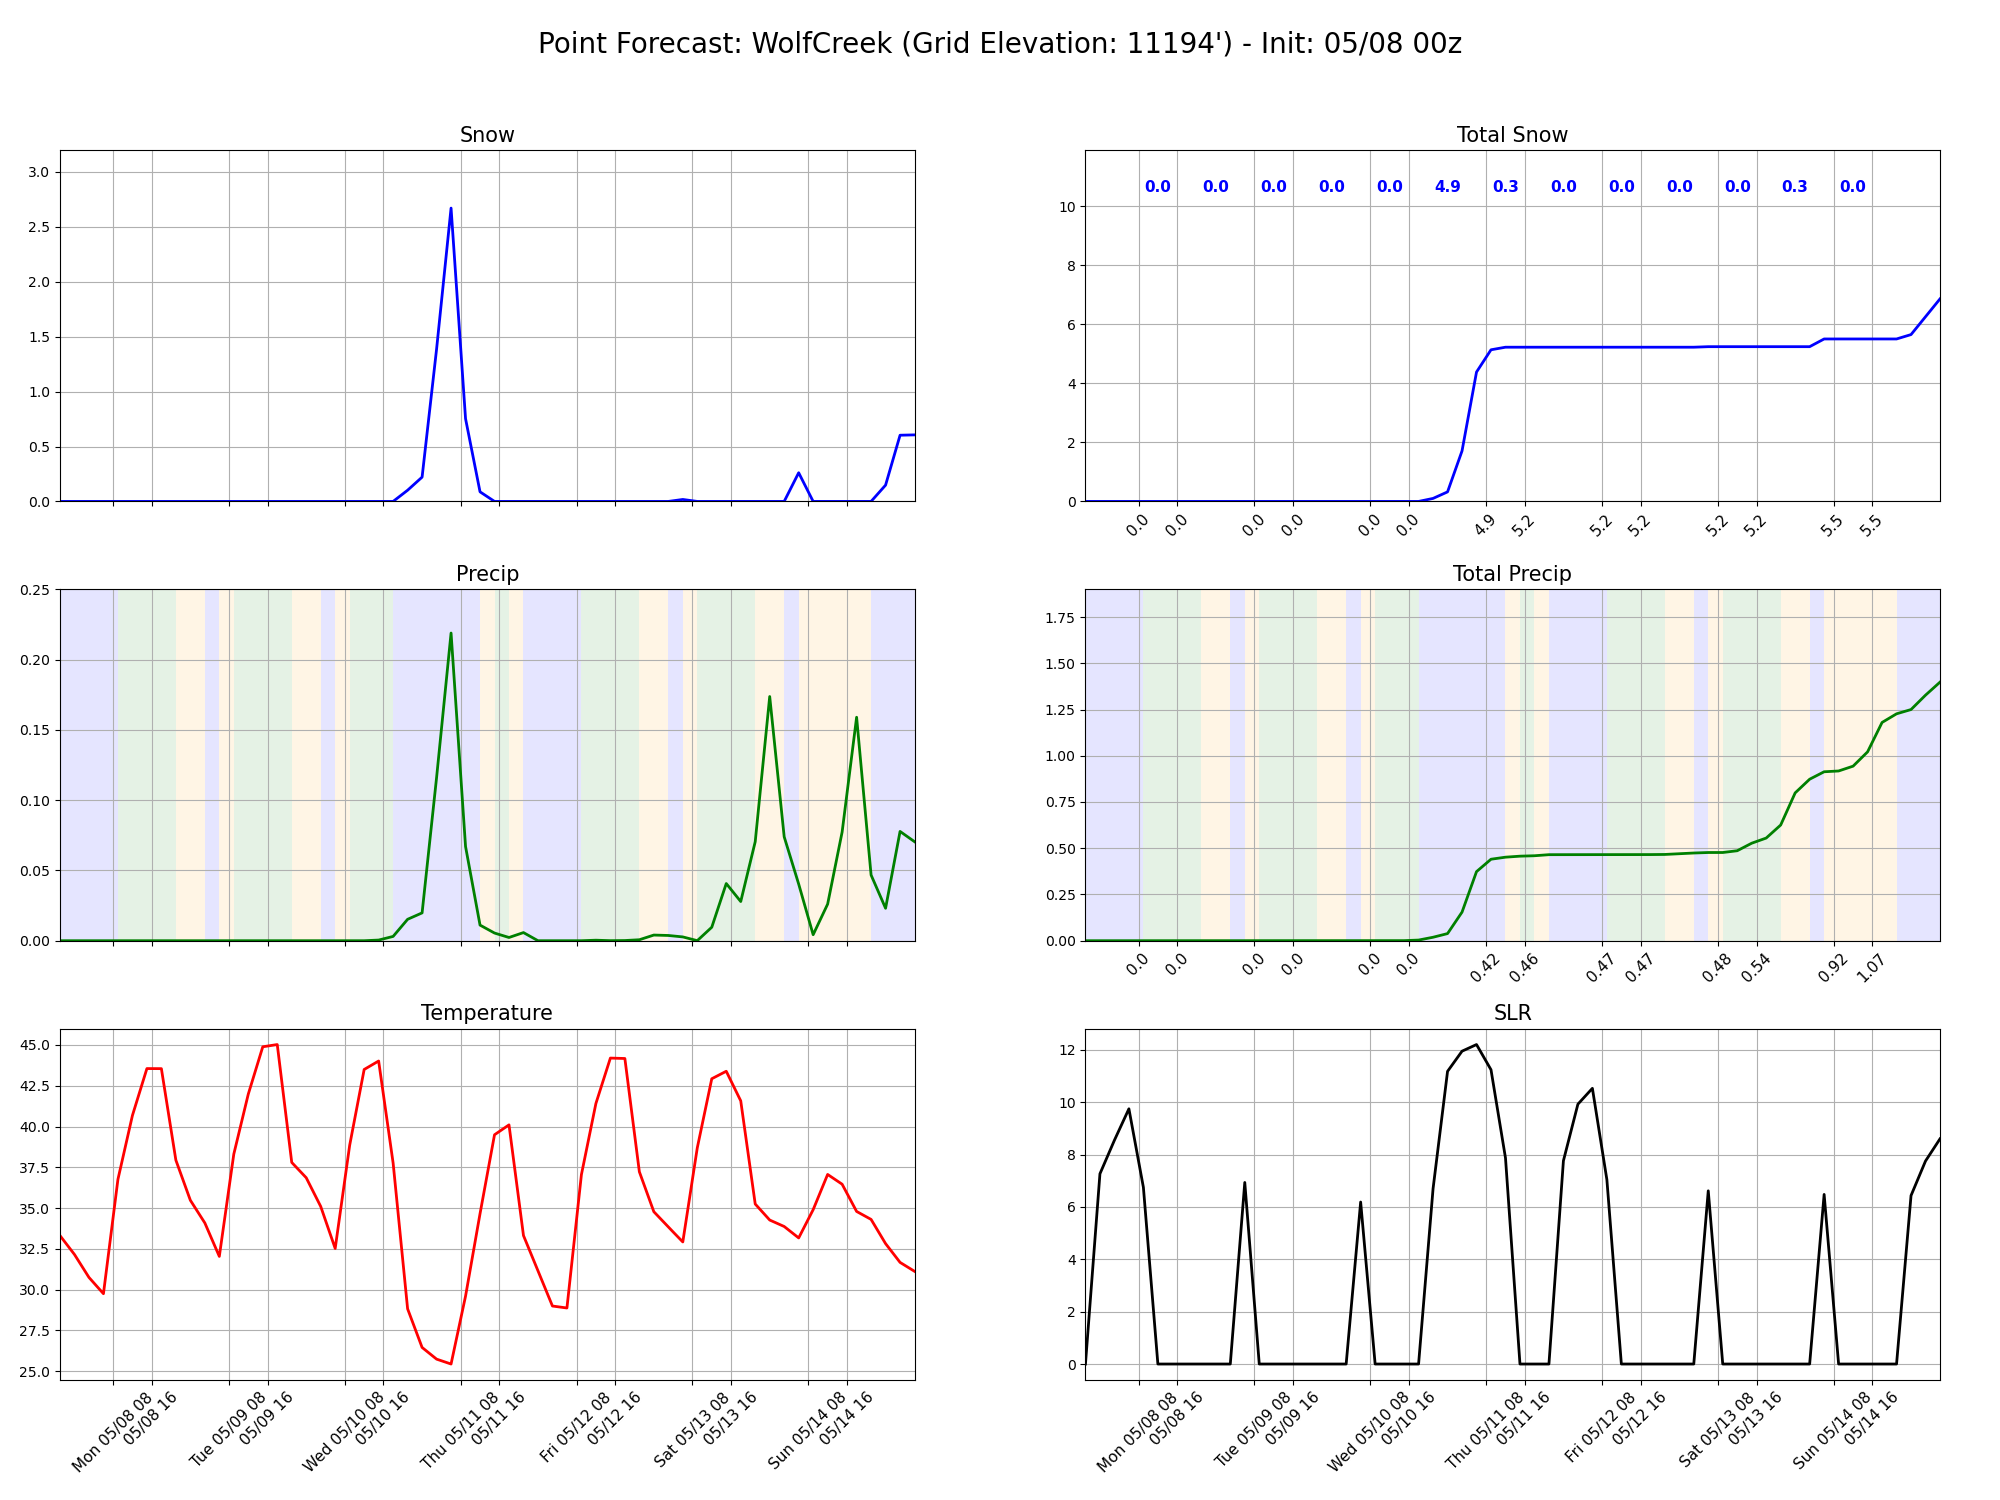 Point Forecast: WolfCreek (Grid Elevation: 11194') - Init: 05/08 00z
Snow
3.0
2.5
2.0
1.5
1.0
0.5
0.0
Total Snow
0.0 0.0 0.0 0.0 0.0 4.9 0.3 0.0 0.0 0.0 0.0 0.3 0.0
10
8
6
4
2
0
0.0 0.0 0.0 0.0 0.0 0.0 4.9 5.2 5.2 5.2 5.2 5.2 5.5 5.5
Precip
0.25
0.20
0.15
0.10
0.05
0.00
Total Precip
1.75
1.50
1.25
1.00
0.75
0.50
0.25
0.00
0.0 0.0 0.0 0.0 0.0 0.0 0.42 0.46 0.47 0.47 0.48 0.54 0.92 1.07
Temperature
45.0
42.5
40.0
37.5
35.0
32.5
30.0
27.5
25.0
Mon 05/08 08
05/08 16
Tue 05/09 08
05/09 16
Wed 05/10 08
05/10 16
Thu 05/11 08
05/11 16
Fri 05/12 08
05/12 16
Sat 05/13 08
05/13 16
Sun 05/14 08
05/14 16
SLR
12
10
8
6
4
2
0
Mon 05/08 08
05/08 16
Tue 05/09 08
05/09 16
Wed 05/10 08
05/10 16
Thu 05/11 08
05/11 16
Fri 05/12 08
05/12 16
Sat 05/13 08
05/13 16
Sun 05/14 08
05/14 16